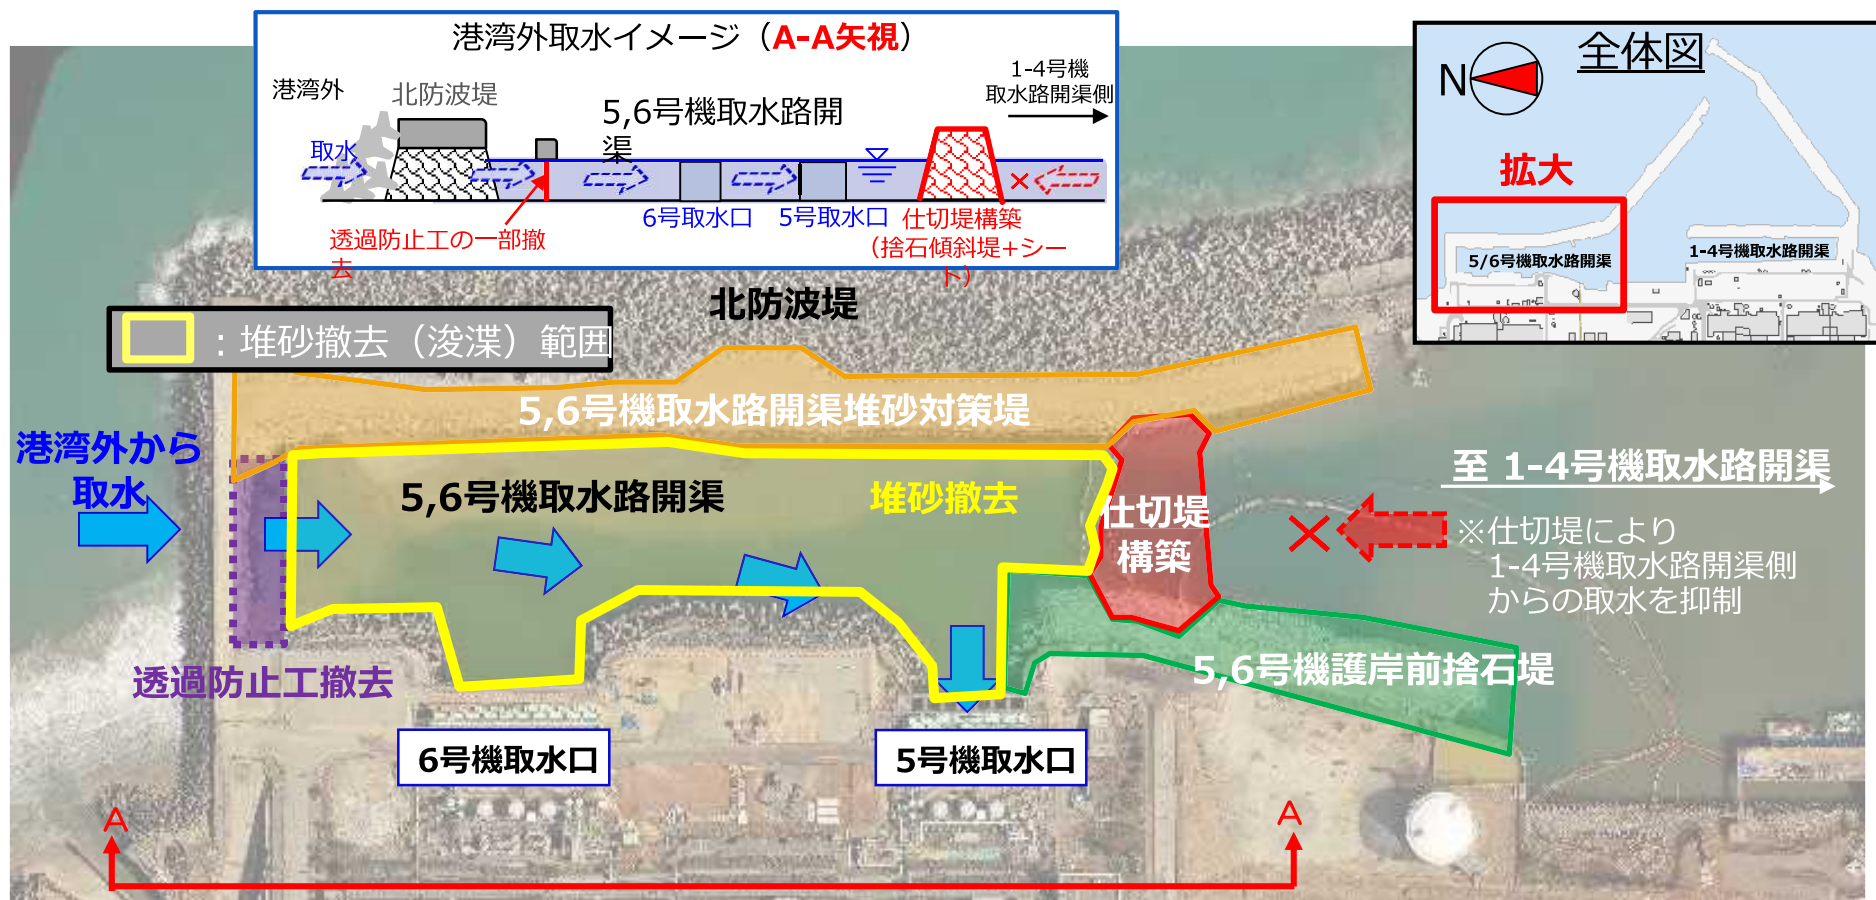 港湾外取水イメージ（A-A矢視）
港湾外
北防波堤
5,6号機取水路開
渠
1-4号機
取水路開渠側
取水
6号取水口
5号取水口
仕切堤構築
（捨石傾斜堤+シー
ト）
透過防止工の一部撤
去
全体図
N
拡大
5/6号機取水路開渠
1-4号機取水路開渠
北防波堤
：堆砂撤去（浚渫）範囲
5,6号機取水路開渠堆砂対策堤
港湾外から
取水
5,6号機取水路開渠
堆砂撤去
仕切堤
構築
至 1-4号機取水路開渠
※仕切堤により
1-4号機取水路開渠側
からの取水を抑制
透過防止工撤去
5,6号機護岸前捨石堤
6号機取水口
5号機取水口
A
A